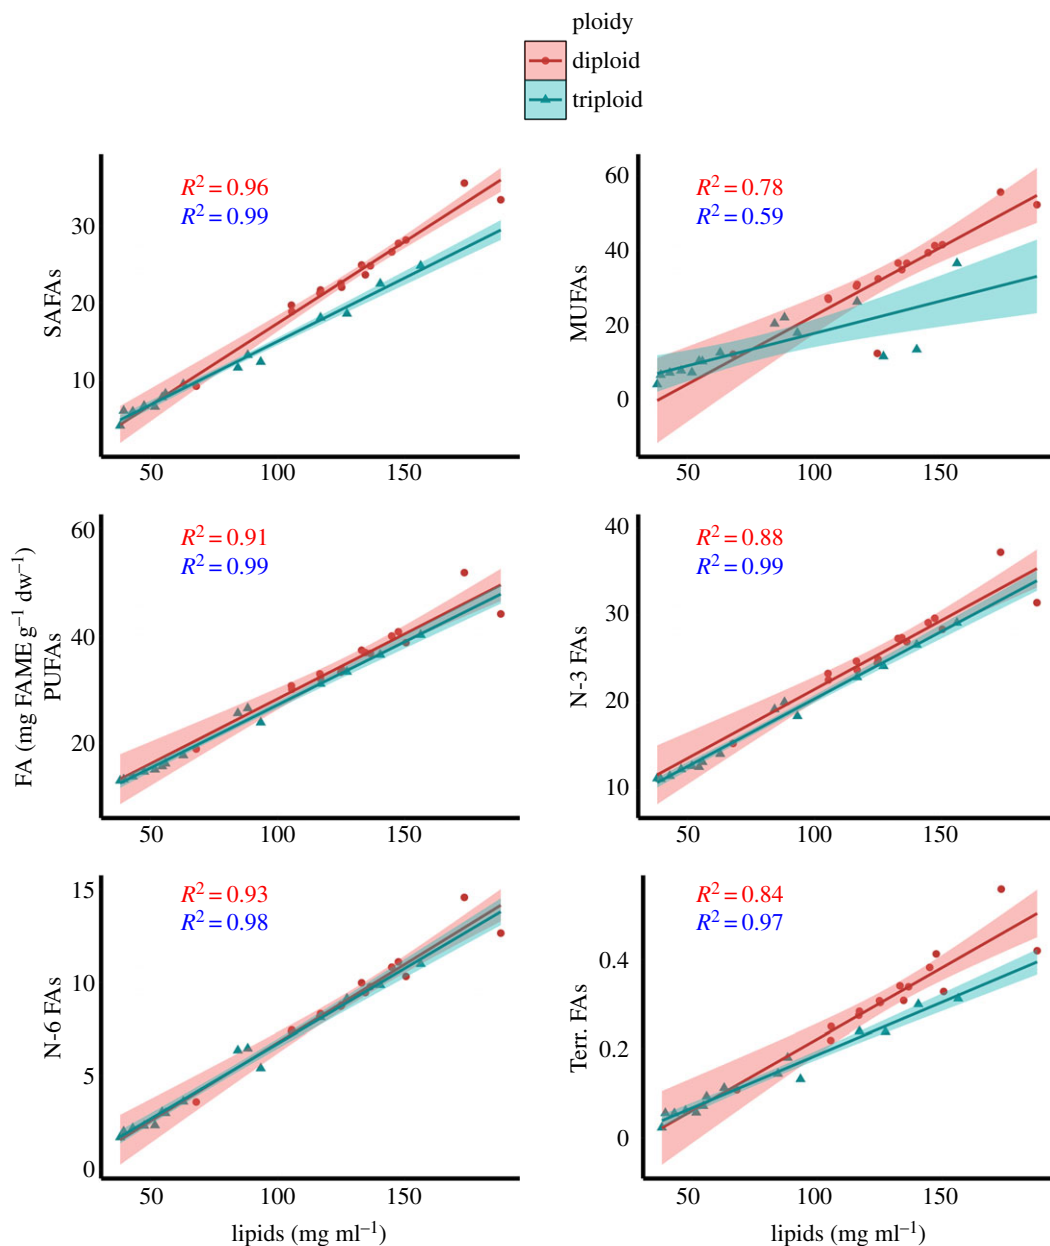 ploidy
diploid
triploid
R² = 0.96
R² = 0.99
30
20
10
SAFAs
50 100 150
R² = 0.78
R² = 0.59
60
40
20
0
MUFAs
50 100 150
FA (mg FAME g⁻¹ dw⁻¹)
R² = 0.91
R² = 0.99
60
40
20
PUFAs
50 100 150
R² = 0.88
R² = 0.99
40
30
20
10
N-3 FAs
50 100 150
R² = 0.93
R² = 0.98
15
10
5
0
N-6 FAs
50 100 150
lipids (mg ml⁻¹)
R² = 0.84
R² = 0.97
0.4
0.2
0
Terr. FAs
50 100 150
lipids (mg ml⁻¹)